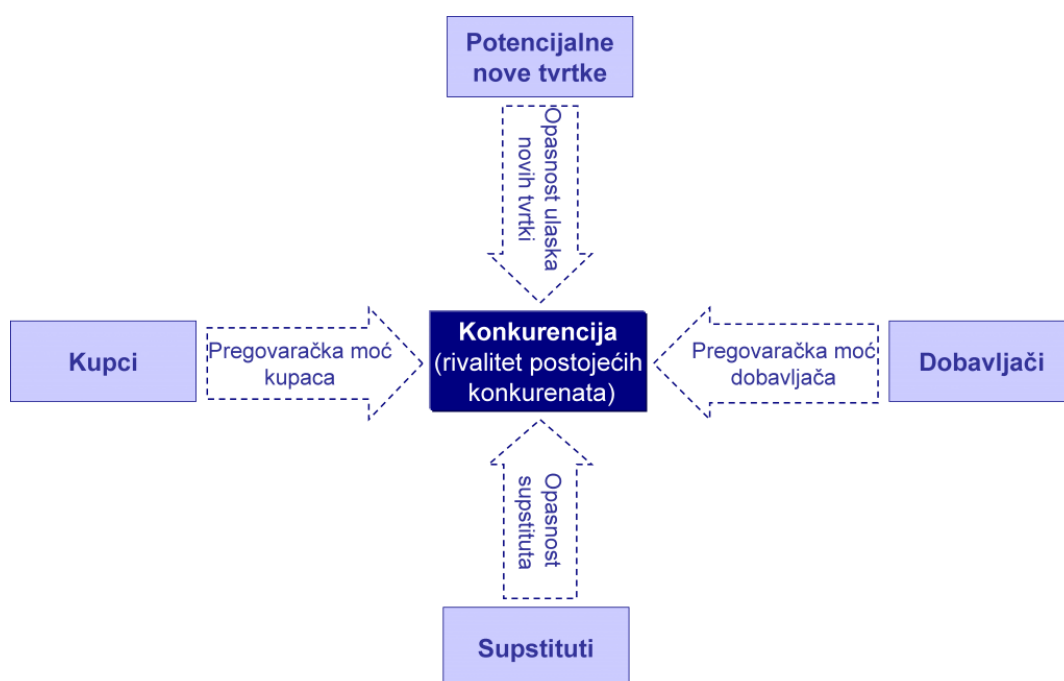 Potencijalne
nove tvrtke
Opasnost ulaska
novih tvrtki
Kupci
Pregovaračka moć
kupaca
Konkurencija
(rivalitet postojećih
konkurenata)
Pregovaračka moć
dobavljača
Dobavljači
Opasnost
supstituta
Supstituti